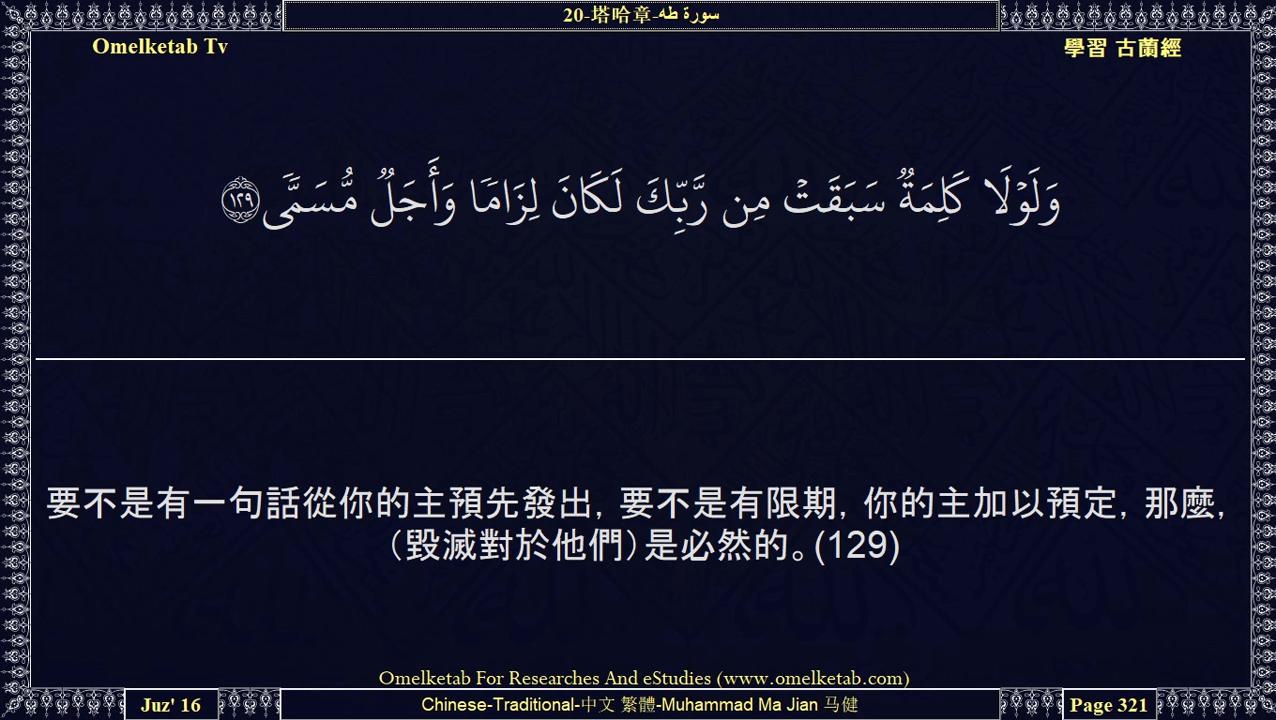 20-塔哈章-سورة طه
Omelketab Tv
學習 古蘭經
وَلَوۡلَا كَلِمَةٞ سَبَقَتۡ مِن رَّبِّكَ لَكَانَ لِزَامٗا وَأَجَلٞ مُّسَمّٗى ١٢٩
要不是有一句話從你的主預先發出，要不是有限期，你的主加以預定，那麼，
（毀滅對於他們）是必然的。(129)
Omelketab For Researches And eStudies (www.omelketab.com)
Juz' 16
Chinese-Traditional-中文 繁體-Muhammad Ma Jian 马健
Page 321